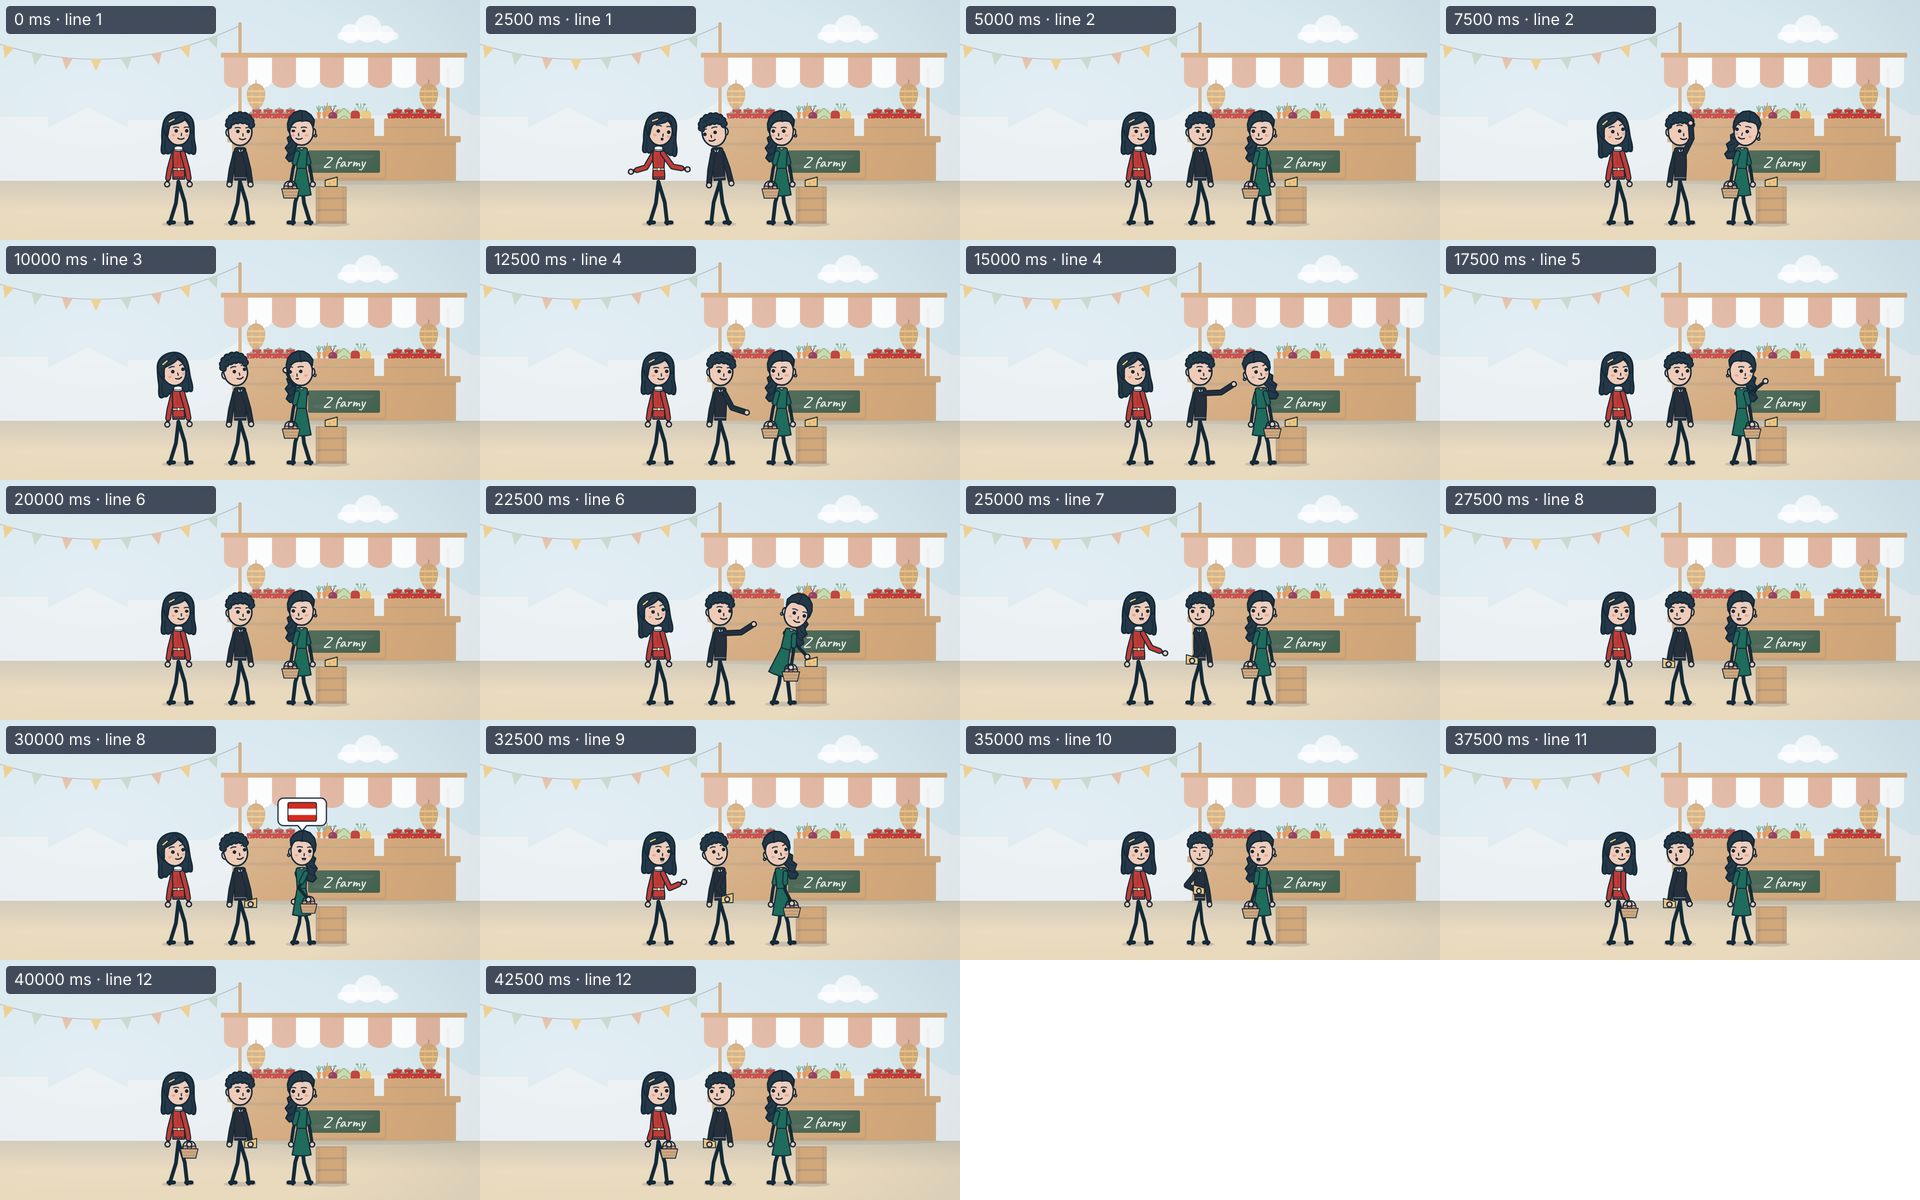 0 ms · line 1
2500 ms · line 1
5000 ms · line 2
7500 ms · line 2
Z farmy
Z farmy
Z farmy
Z farmy
10000 ms · line 3
12500 ms · line 4
15000 ms · line 4
17500 ms · line 5
Z farmy
Z farmy
Z farmy
Z farmy
20000 ms · line 6
22500 ms · line 6
25000 ms · line 7
27500 ms · line 8
Z farmy
Z farmy
Z farmy
Z farmy
30000 ms · line 8
32500 ms · line 9
35000 ms · line 10
37500 ms · line 11
Z farmy
Z farmy
Z farmy
Z farmy
40000 ms · line 12
42500 ms · line 12
Z farmy
Z farmy